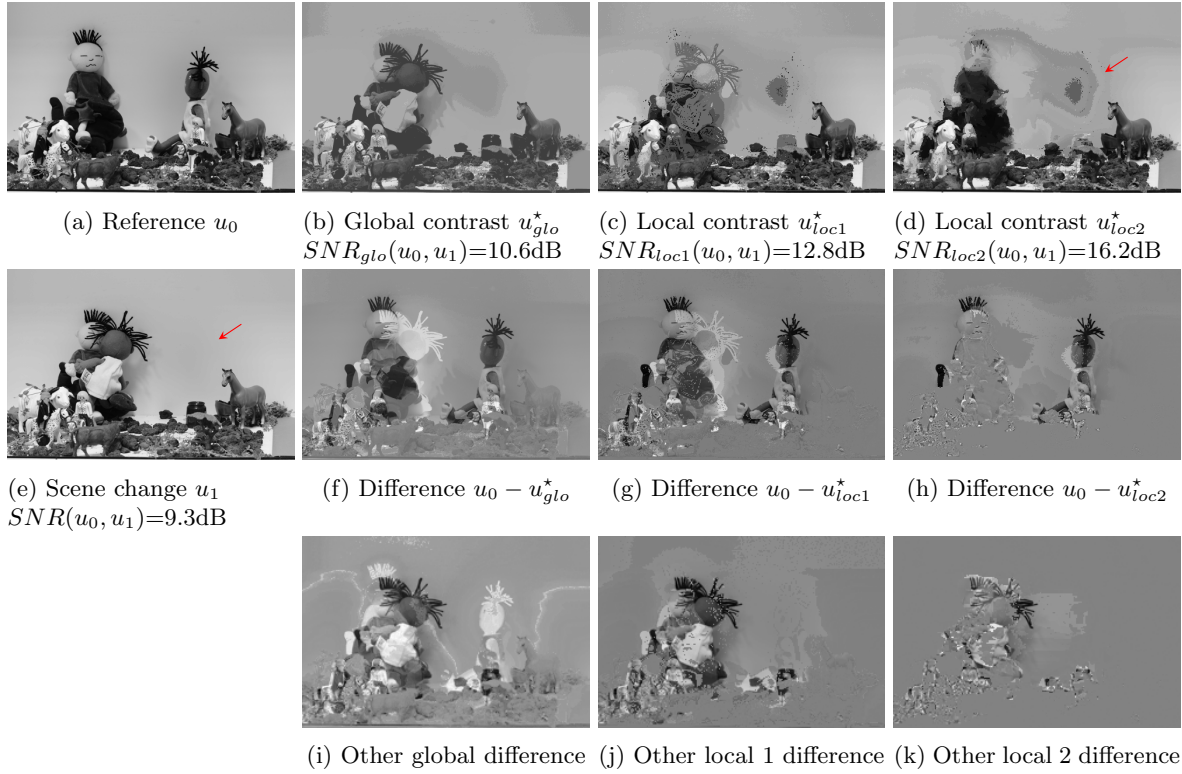 (a) Reference u₀
(b) Global contrast u⋆glo
SNRglo(u₀, u₁)=10.6dB
(c) Local contrast u⋆loc1
SNRloc1(u₀, u₁)=12.8dB
(d) Local contrast u⋆loc2
SNRloc2(u₀, u₁)=16.2dB
(e) Scene change u₁
SNR(u₀, u₁)=9.3dB
(f) Difference u₀ − u⋆glo
(g) Difference u₀ − u⋆loc1
(h) Difference u₀ − u⋆loc2
(i) Other global difference
(j) Other local 1 difference
(k) Other local 2 difference